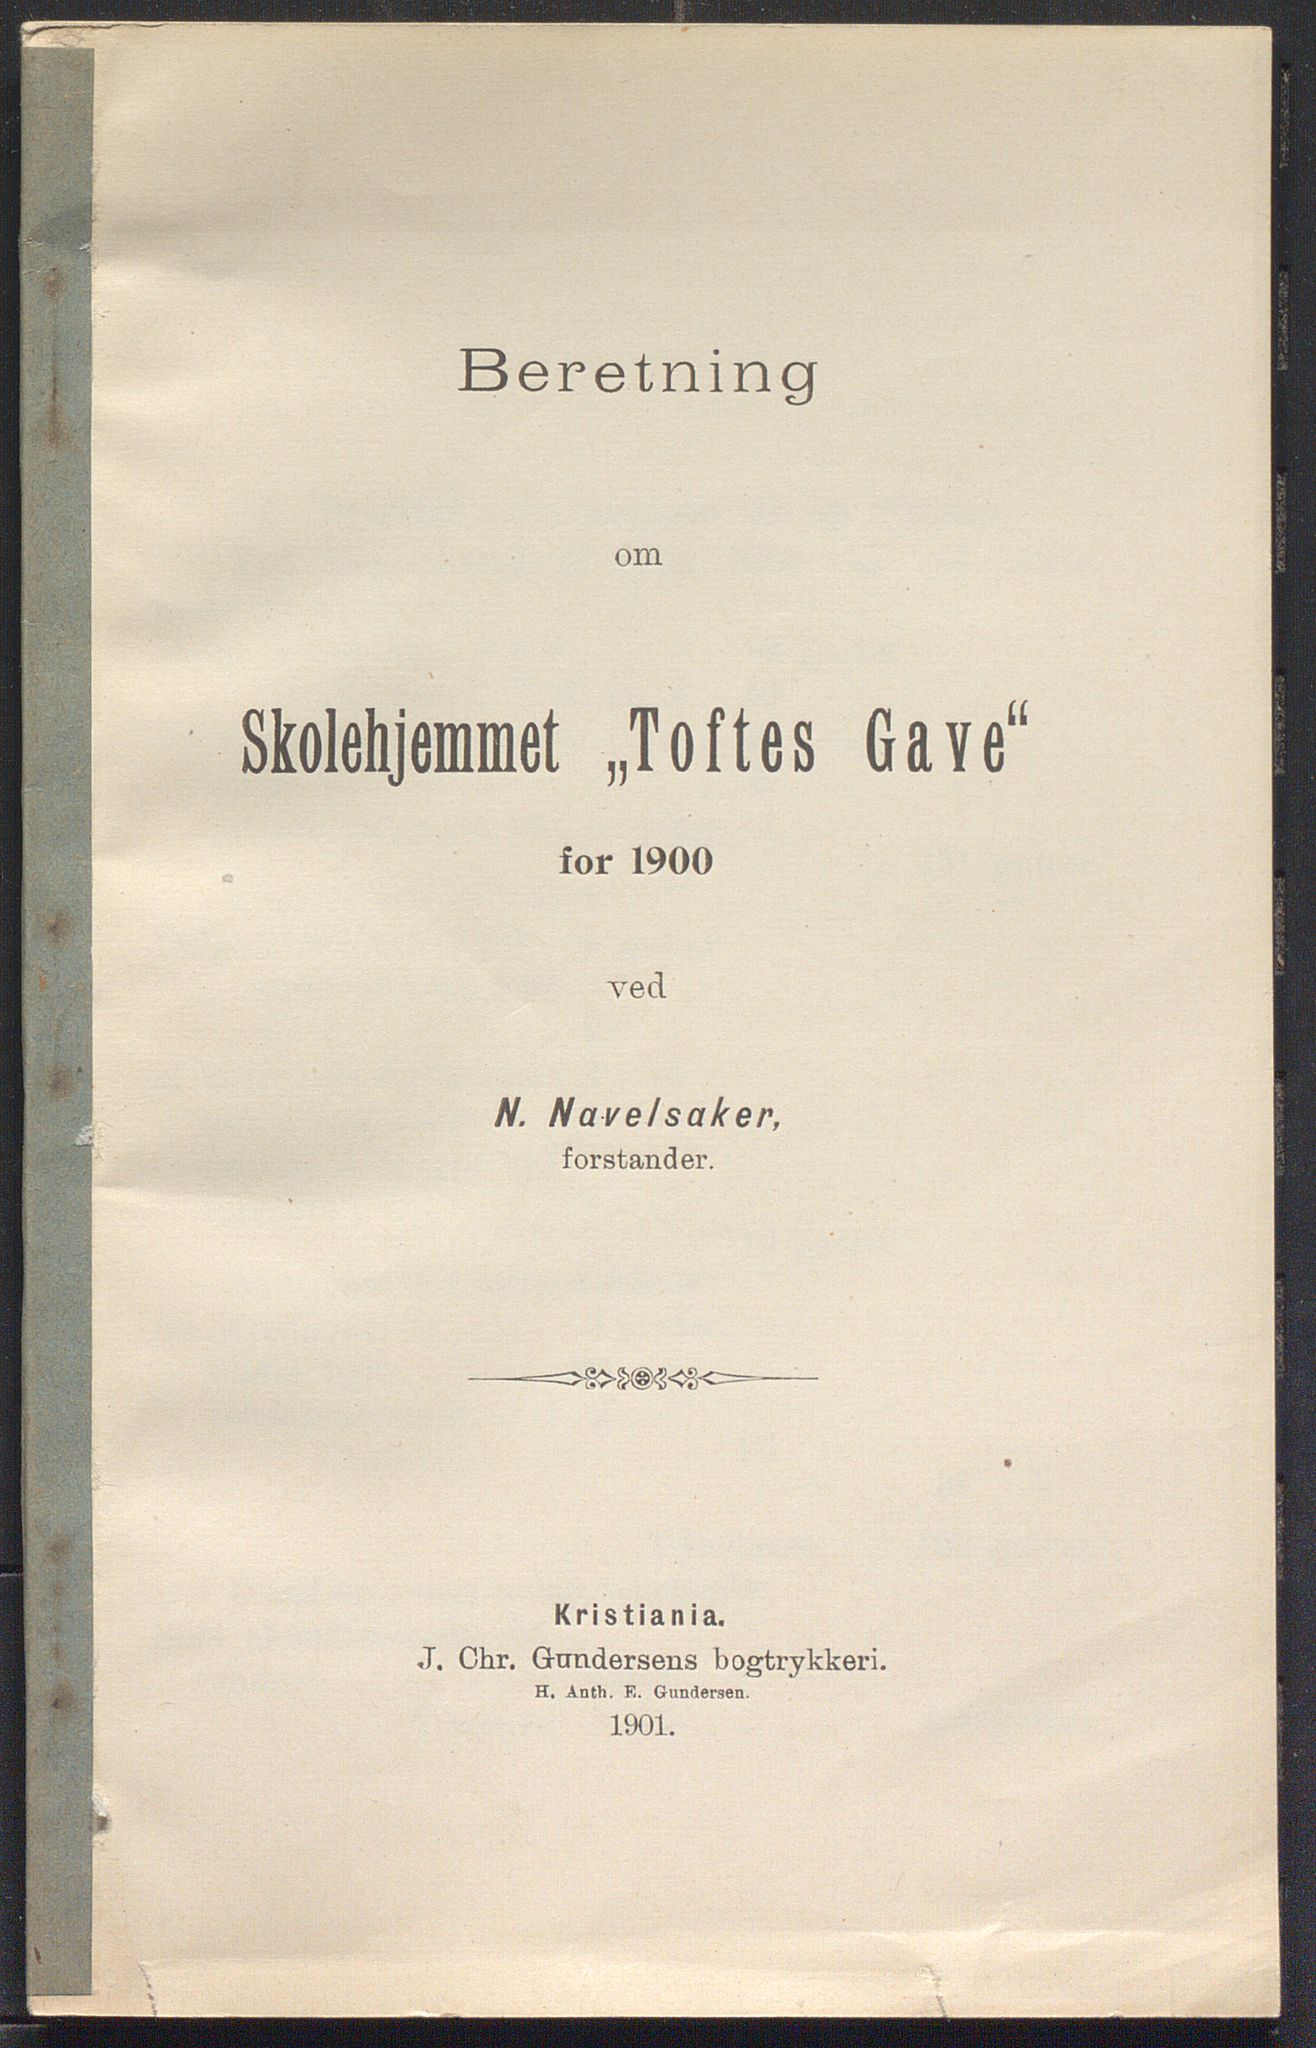 Beretning
om
Skolehjemmet „Toftes Gave“
for 1900
ved
N. Navelsaker,
forstander.
Kristiania.
J. Chr. Gundersens bogtrykkeri.
H. Anth. E. Gundersen.
1901.